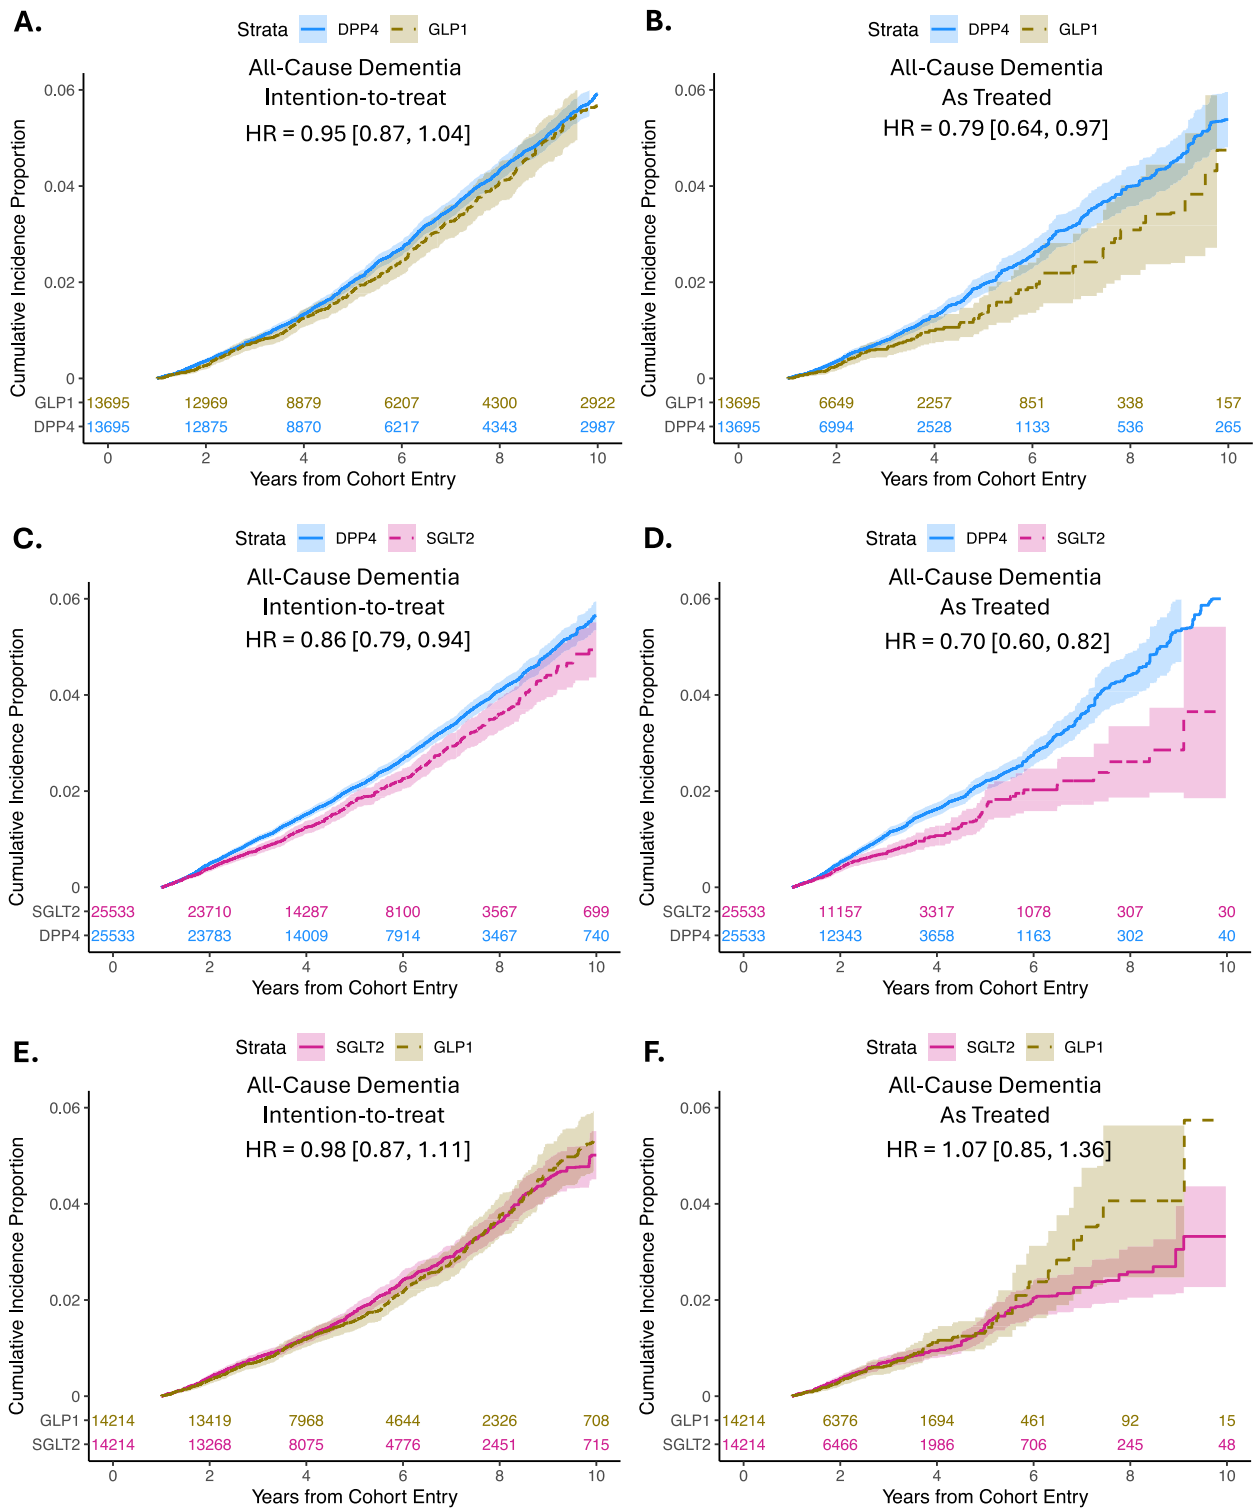 A.
Strata DPP4 GLP1
All-Cause Dementia
Intention-to-treat
HR = 0.95 [0.87, 1.04]
Cumulative Incidence Proportion
0.06
0.04
0.02
0
GLP1 13695 12969 8879 6207 4300 2922
DPP4 13695 12875 8870 6217 4343 2987
0 2 4 6 8 10
Years from Cohort Entry
B.
Strata DPP4 GLP1
All-Cause Dementia
As Treated
HR = 0.79 [0.64, 0.97]
Cumulative Incidence Proportion
0.06
0.04
0.02
0
GLP1 13695 6649 2257 851 338 157
DPP4 13695 6994 2528 1133 536 265
0 2 4 6 8 10
Years from Cohort Entry
C.
Strata DPP4 SGLT2
All-Cause Dementia
Intention-to-treat
HR = 0.86 [0.79, 0.94]
Cumulative Incidence Proportion
0.06
0.04
0.02
0
SGLT2 25533 23710 14287 8100 3567 699
DPP4 25533 23783 14009 7914 3467 740
0 2 4 6 8 10
Years from Cohort Entry
D.
Strata DPP4 SGLT2
All-Cause Dementia
As Treated
HR = 0.70 [0.60, 0.82]
Cumulative Incidence Proportion
0.06
0.04
0.02
0
SGLT2 25533 11157 3317 1078 307 30
DPP4 25533 12343 3658 1163 302 40
0 2 4 6 8 10
Years from Cohort Entry
E.
Strata SGLT2 GLP1
All-Cause Dementia
Intention-to-treat
HR = 0.98 [0.87, 1.11]
Cumulative Incidence Proportion
0.06
0.04
0.02
0
GLP1 14214 13419 7968 4644 2326 708
SGLT2 14214 13268 8075 4776 2451 715
0 2 4 6 8 10
Years from Cohort Entry
F.
Strata SGLT2 GLP1
All-Cause Dementia
As Treated
HR = 1.07 [0.85, 1.36]
Cumulative Incidence Proportion
0.06
0.04
0.02
0
GLP1 14214 6376 1694 461 92 15
SGLT2 14214 6466 1986 706 245 48
0 2 4 6 8 10
Years from Cohort Entry